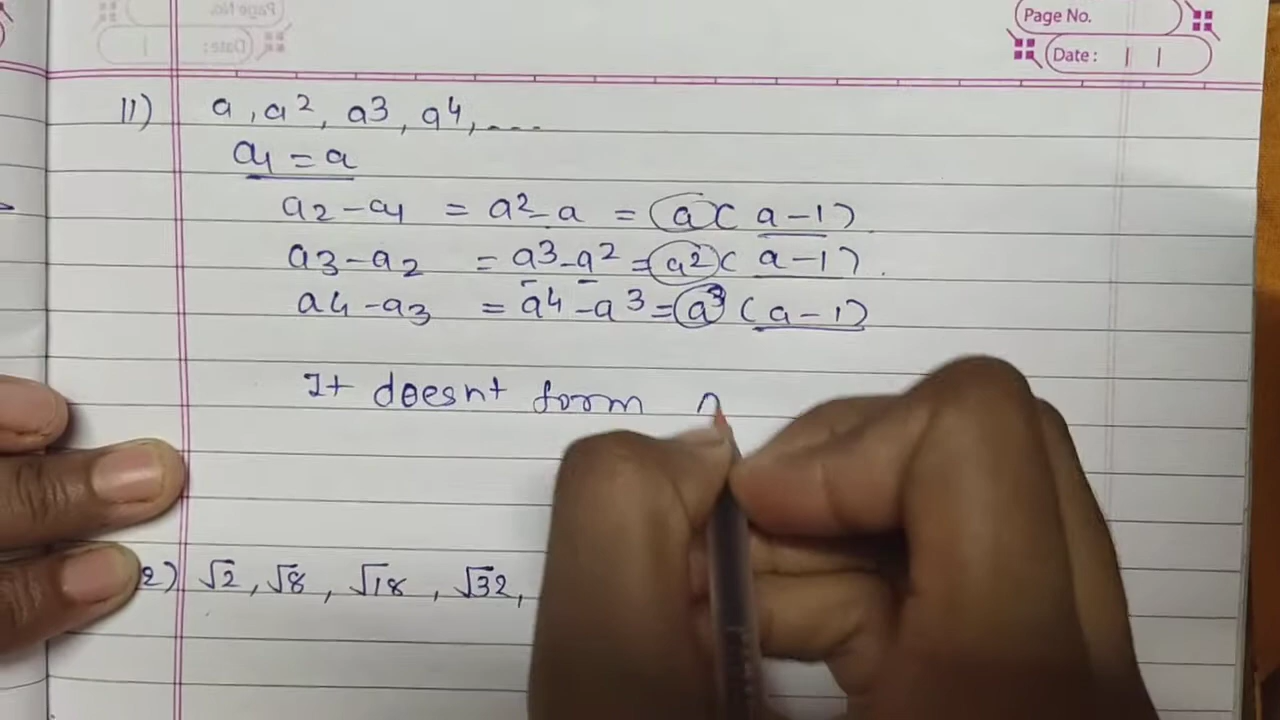 Page No.
Date :
11) a, a², a³, a⁴, ---
a₁ = a
a₂-a₁ = a²-a = a(a-1)
a₃-a₂ = a³-a² = a²(a-1).
a₄-a₃ = a⁴-a³ = a³(a-1)
It doesnt form
2) √2, √8, √18, √32,